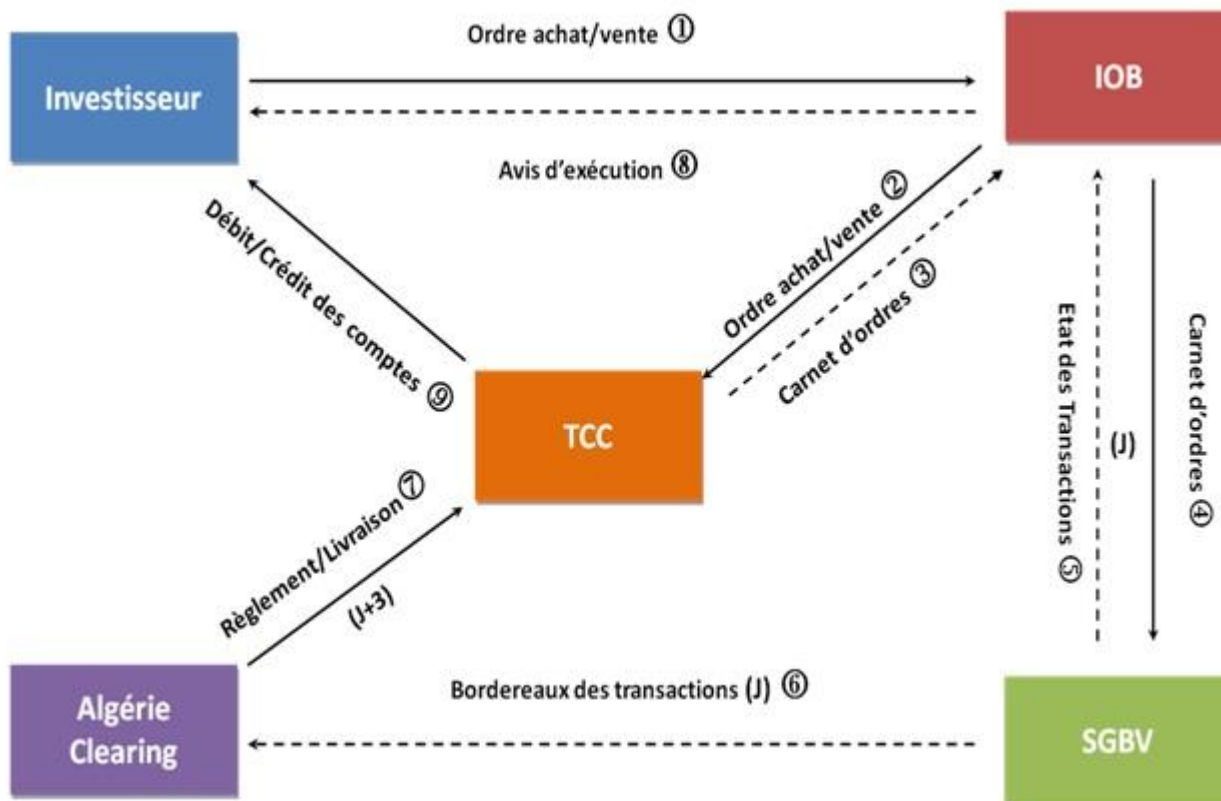 Ordre achat/vente ①
Investisseur
IOB
Avis d'exécution ⑧
Ordre achat/vente ②
Carnet d'ordres ③
Débit/Crédit des comptes ⑨
TCC
Etat des Transactions ⑤
(J)
Carnet d'ordres ④
Règlement/Livraison ⑦
(J+3)
Bordereaux des transactions (J) ⑥
Algérie
Clearing
SGBV